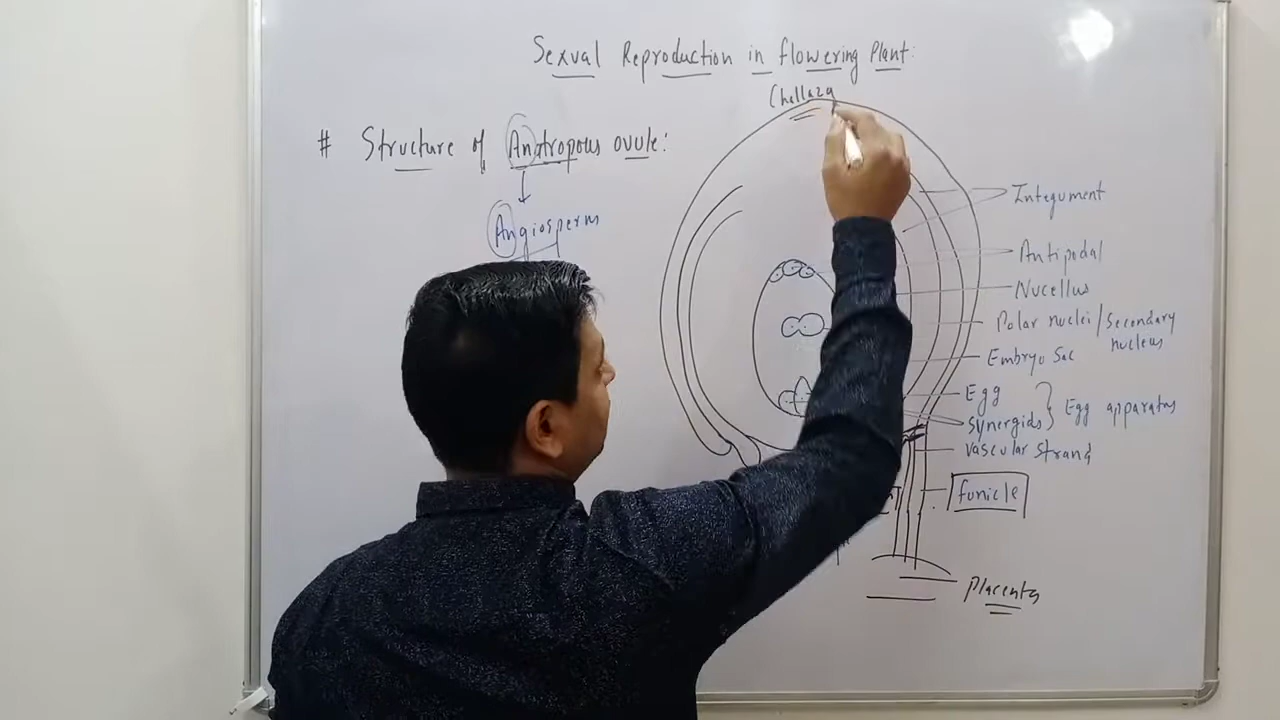 Sexual Reproduction in flowering Plant:
Challaza
# Structure of Anatropous ovule:
Angiosperm
Integument
Antipodal
Nucellus
Polar nuclei / Secondary nucleus
Embryo Sac
Egg
Synergids } Egg apparatus
Vascular Strand
funicle
Placenta